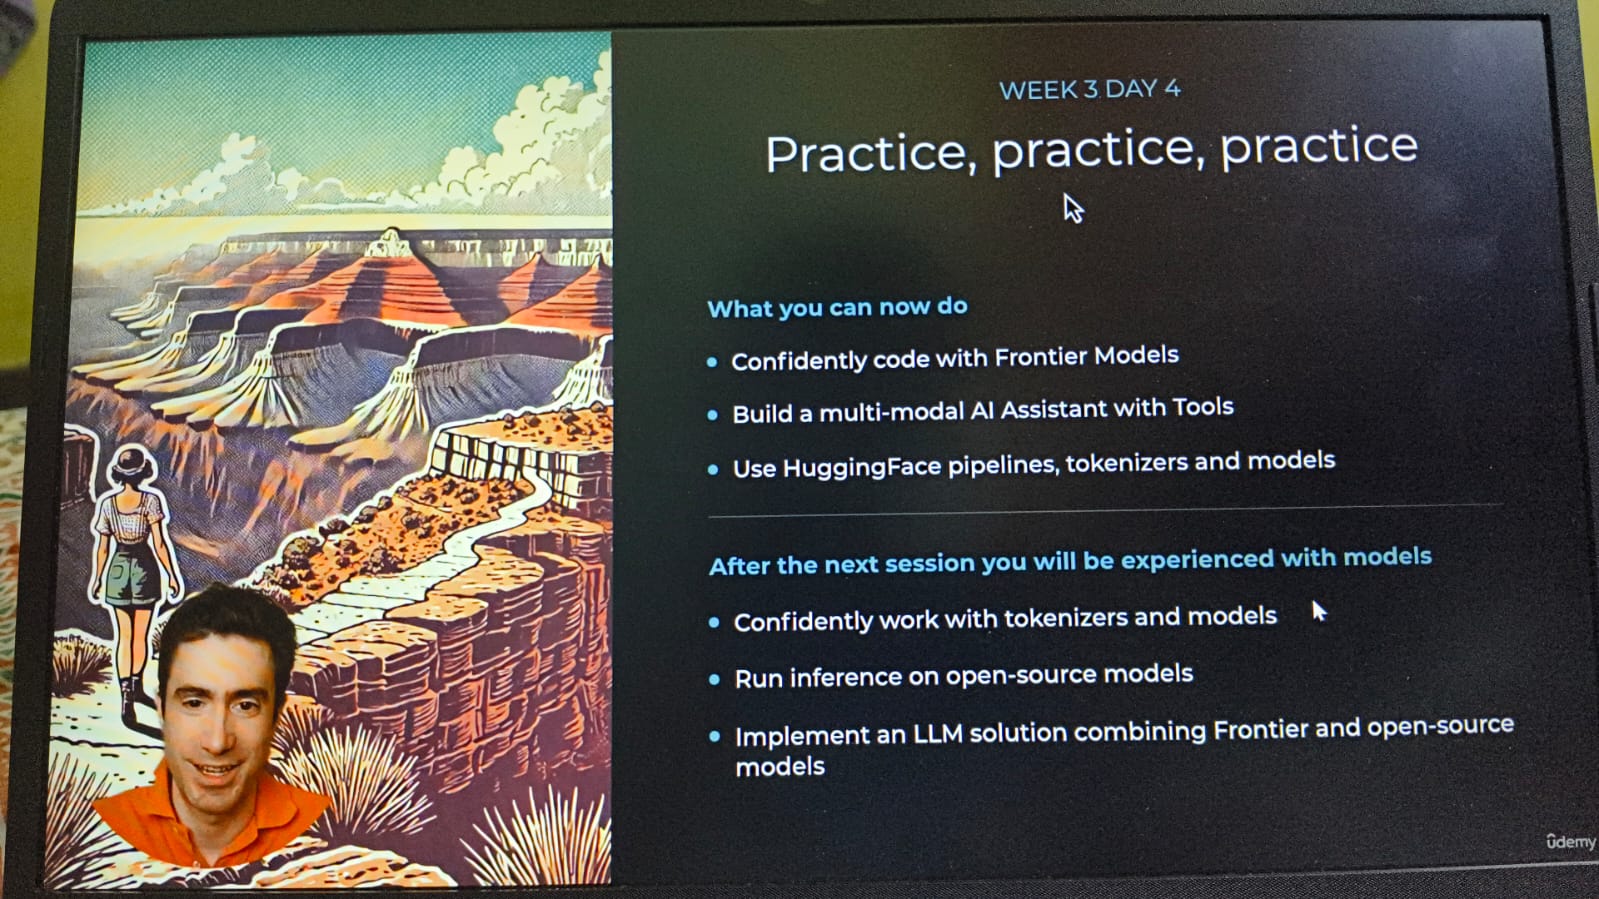 WEEK 3 DAY 4
Practice, practice, practice
What you can now do
Confidently code with Frontier Models
Build a multi-modal AI Assistant with Tools
Use HuggingFace pipelines, tokenizers and models
After the next session you will be experienced with models
Confidently work with tokenizers and models
Run inference on open-source models
Implement an LLM solution combining Frontier and open-source
models
ûdemy